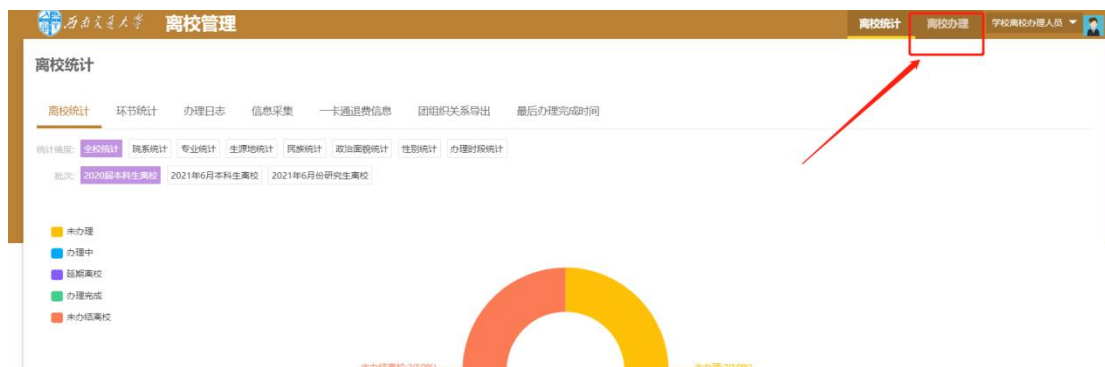 西南交通大学 离校管理 离校统计 离校办理 学校离校办理人员
离校统计
离校统计 环节统计 办理日志 信息采集 一卡通退费信息 团组织关系导出 最后办理完成时间
统计维度: 全校统计 院系统计 专业统计 生源地统计 民族统计 政治面貌统计 性别统计 办理时段统计
批次: 2020届本科生离校 2021年6月本科生离校 2021年6月份研究生离校
未办理
办理中
延期离校
办理完成
未办结离校